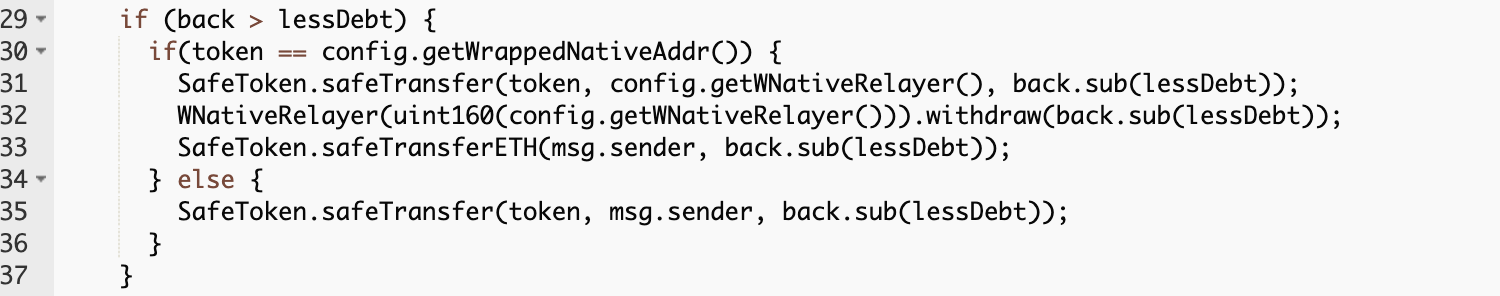 29 if (back > lessDebt) {
30 if(token == config.getWrappedNativeAddr()) {
31 SafeToken.safeTransfer(token, config.getWNativeRelayer(), back.sub(lessDebt));
32 WNativeRelayer(uint160(config.getWNativeRelayer())).withdraw(back.sub(lessDebt));
33 SafeToken.safeTransferETH(msg.sender, back.sub(lessDebt));
34 } else {
35 SafeToken.safeTransfer(token, msg.sender, back.sub(lessDebt));
36 }
37 }